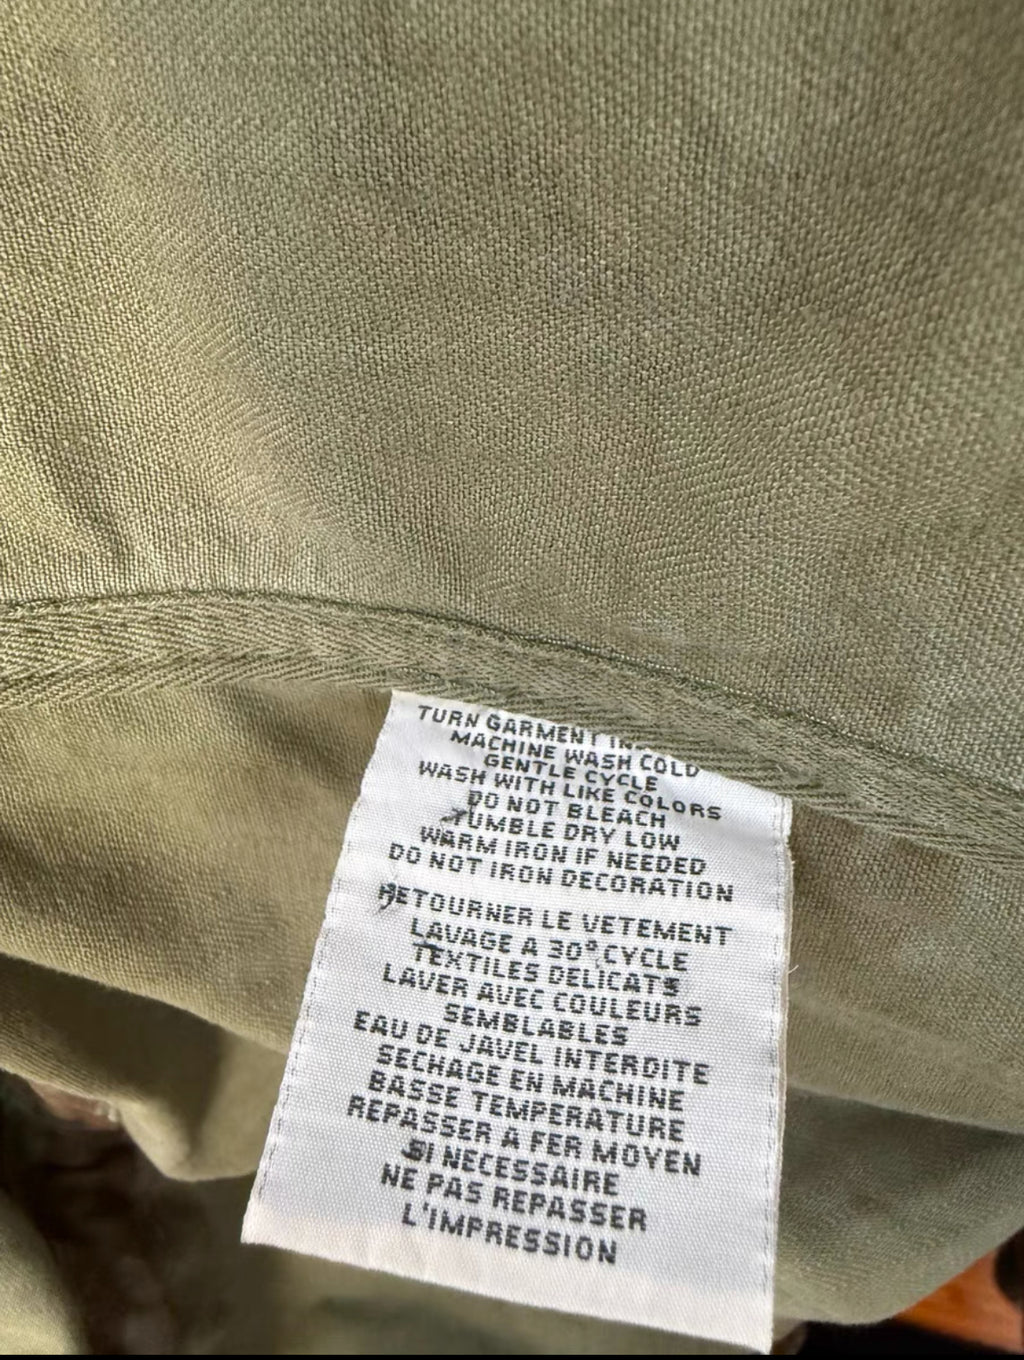 TURN GARMENT
MACHINE WASH COLD
GENTLE CYCLE
WASH WITH LIKE COLORS
DO NOT BLEACH
TUMBLE DRY LOW
WARM IRON IF NEEDED
DO NOT IRON DECORATION
RETOURNER LE VETEMENT
LAVAGE A 30° CYCLE
TEXTILES DELICATS
LAVER AVEC COULEURS
SEMBLABLES
EAU DE JAVEL INTERDITE
SECHAGE EN MACHINE
BASSE TEMPERATURE
REPASSER A FER MOYEN
SI NECESSAIRE
NE PAS REPASSER
L'IMPRESSION